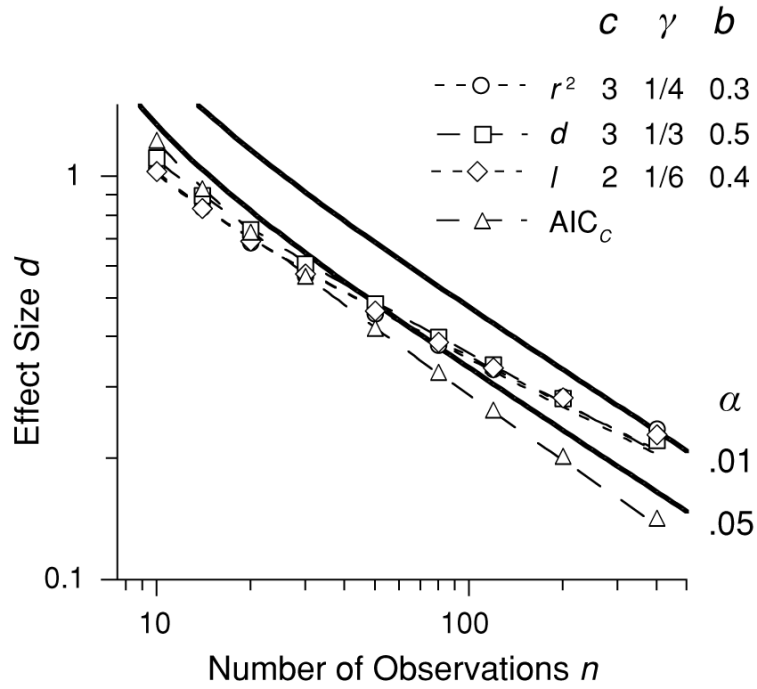 c γ b
r² 3 1/4 0.3
d 3 1/3 0.5
l 2 1/6 0.4
AICc
1
0.1
Effect Size d
α
.01
.05
10 100
Number of Observations n